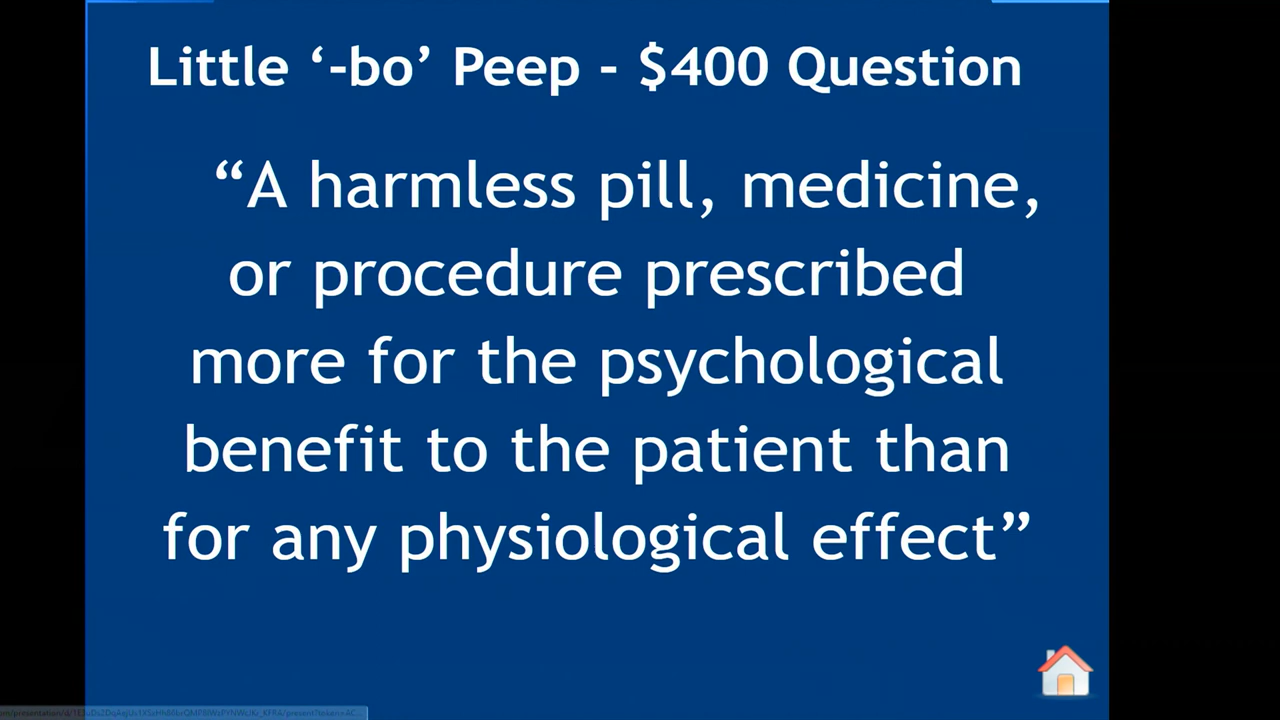 Little ‘-bo’ Peep - $400 Question
“A harmless pill, medicine,
or procedure prescribed
more for the psychological
benefit to the patient than
for any physiological effect”